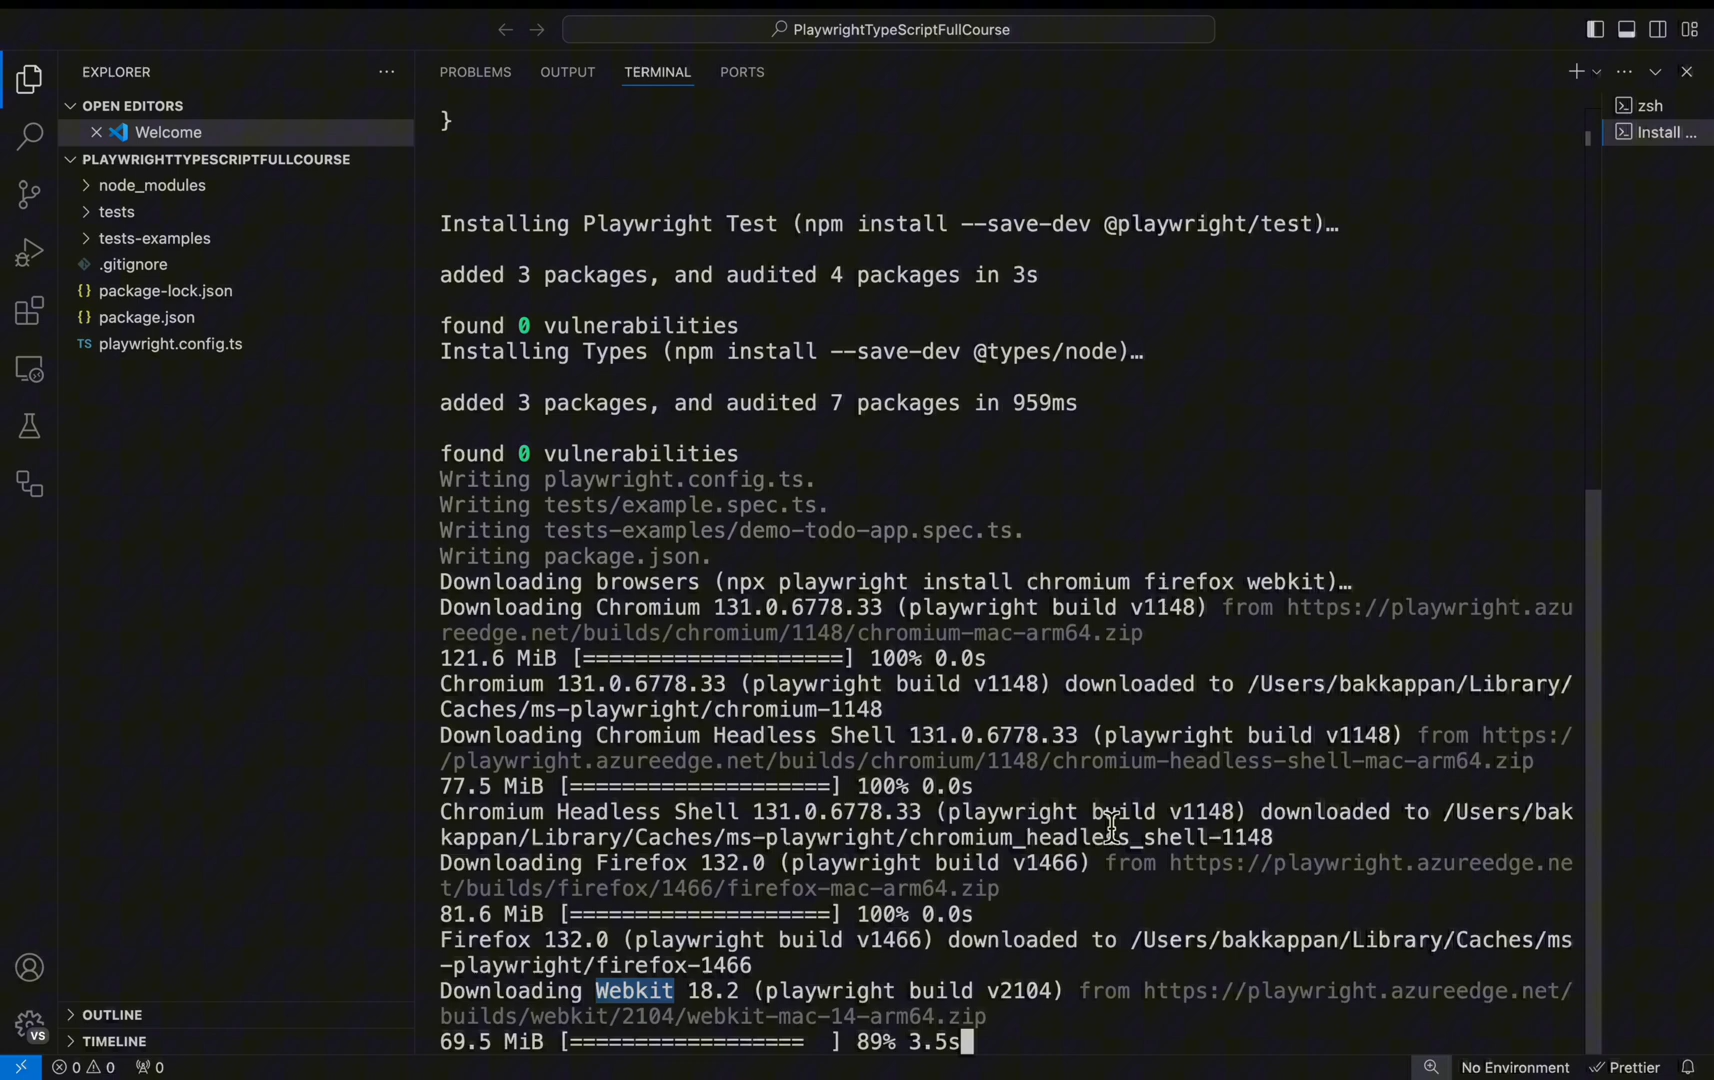 PlaywrightTypeScriptFullCourse
EXPLORER
OPEN EDITORS
Welcome
PLAYWRIGHTTYPESCRIPTFULLCOURSE
node_modules
tests
tests-examples
.gitignore
package-lock.json
package.json
playwright.config.ts
OUTLINE
TIMELINE
PROBLEMS
OUTPUT
TERMINAL
PORTS
zsh
Install ...
}
Installing Playwright Test (npm install --save-dev @playwright/test)…
added 3 packages, and audited 4 packages in 3s
found 0 vulnerabilities
Installing Types (npm install --save-dev @types/node)…
added 3 packages, and audited 7 packages in 959ms
found 0 vulnerabilities
Writing playwright.config.ts.
Writing tests/example.spec.ts.
Writing tests-examples/demo-todo-app.spec.ts.
Writing package.json.
Downloading browsers (npx playwright install chromium firefox webkit)…
Downloading Chromium 131.0.6778.33 (playwright build v1148) from https://playwright.azu
reedge.net/builds/chromium/1148/chromium-mac-arm64.zip
121.6 MiB [====================] 100% 0.0s
Chromium 131.0.6778.33 (playwright build v1148) downloaded to /Users/bakkappan/Library/
Caches/ms-playwright/chromium-1148
Downloading Chromium Headless Shell 131.0.6778.33 (playwright build v1148) from https:/
/playwright.azureedge.net/builds/chromium/1148/chromium-headless-shell-mac-arm64.zip
77.5 MiB [====================] 100% 0.0s
Chromium Headless Shell 131.0.6778.33 (playwright build v1148) downloaded to /Users/bak
kappan/Library/Caches/ms-playwright/chromium_headless_shell-1148
Downloading Firefox 132.0 (playwright build v1466) from https://playwright.azureedge.ne
t/builds/firefox/1466/firefox-mac-arm64.zip
81.6 MiB [====================] 100% 0.0s
Firefox 132.0 (playwright build v1466) downloaded to /Users/bakkappan/Library/Caches/ms
-playwright/firefox-1466
Downloading Webkit 18.2 (playwright build v2104) from https://playwright.azureedge.net/
builds/webkit/2104/webkit-mac-14-arm64.zip
69.5 MiB [==================  ] 89% 3.5s
VS
0 0 0
No Environment
Prettier